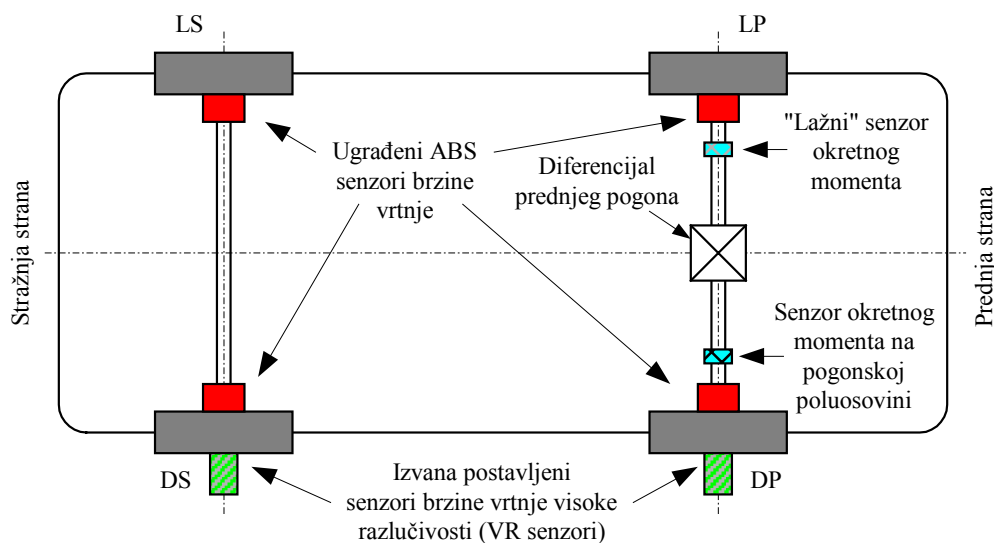 LS
LP
Ugrađeni ABS
senzori brzine
vrtnje
"Lažni" senzor
okretnog
momenta
Diferencijal
prednjeg pogona
Stražnja strana
Prednja strana
Senzor okretnog
momenta na
pogonskoj
poluosovini
DS
Izvana postavljeni
senzori brzine vrtnje visoke
razlučivosti (VR senzori)
DP